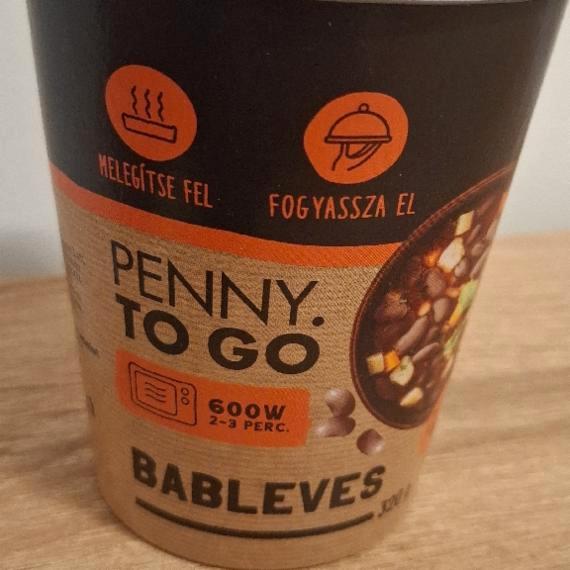 MELEGÍTSE FEL
FOGYASSZA EL
PENNY.
TO GO
600W
2-3 PERC.
BABLEVES